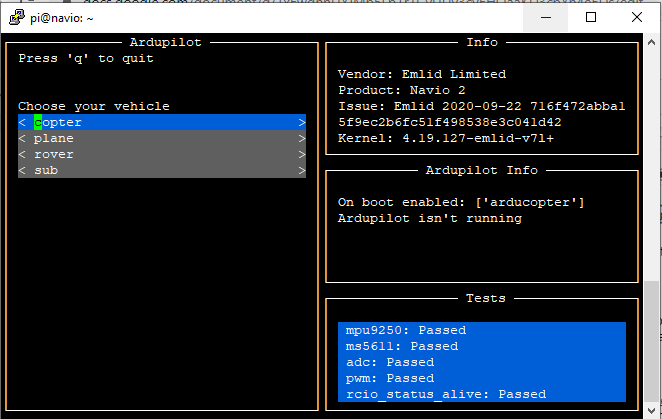 pi@navio: ~
Ardupilot
Press 'q' to quit
Choose your vehicle
< copter >
< plane >
< rover >
< sub >
Info
Vendor: Emlid Limited
Product: Navio 2
Issue: Emlid 2020-09-22 716f472abba1
5f9ec2b6fc51f498538e3c041d42
Kernel: 4.19.127-emlid-v7l+
Ardupilot Info
On boot enabled: ['arducopter']
Ardupilot isn't running
Tests
mpu9250: Passed
ms5611: Passed
adc: Passed
pwm: Passed
rcio_status_alive: Passed